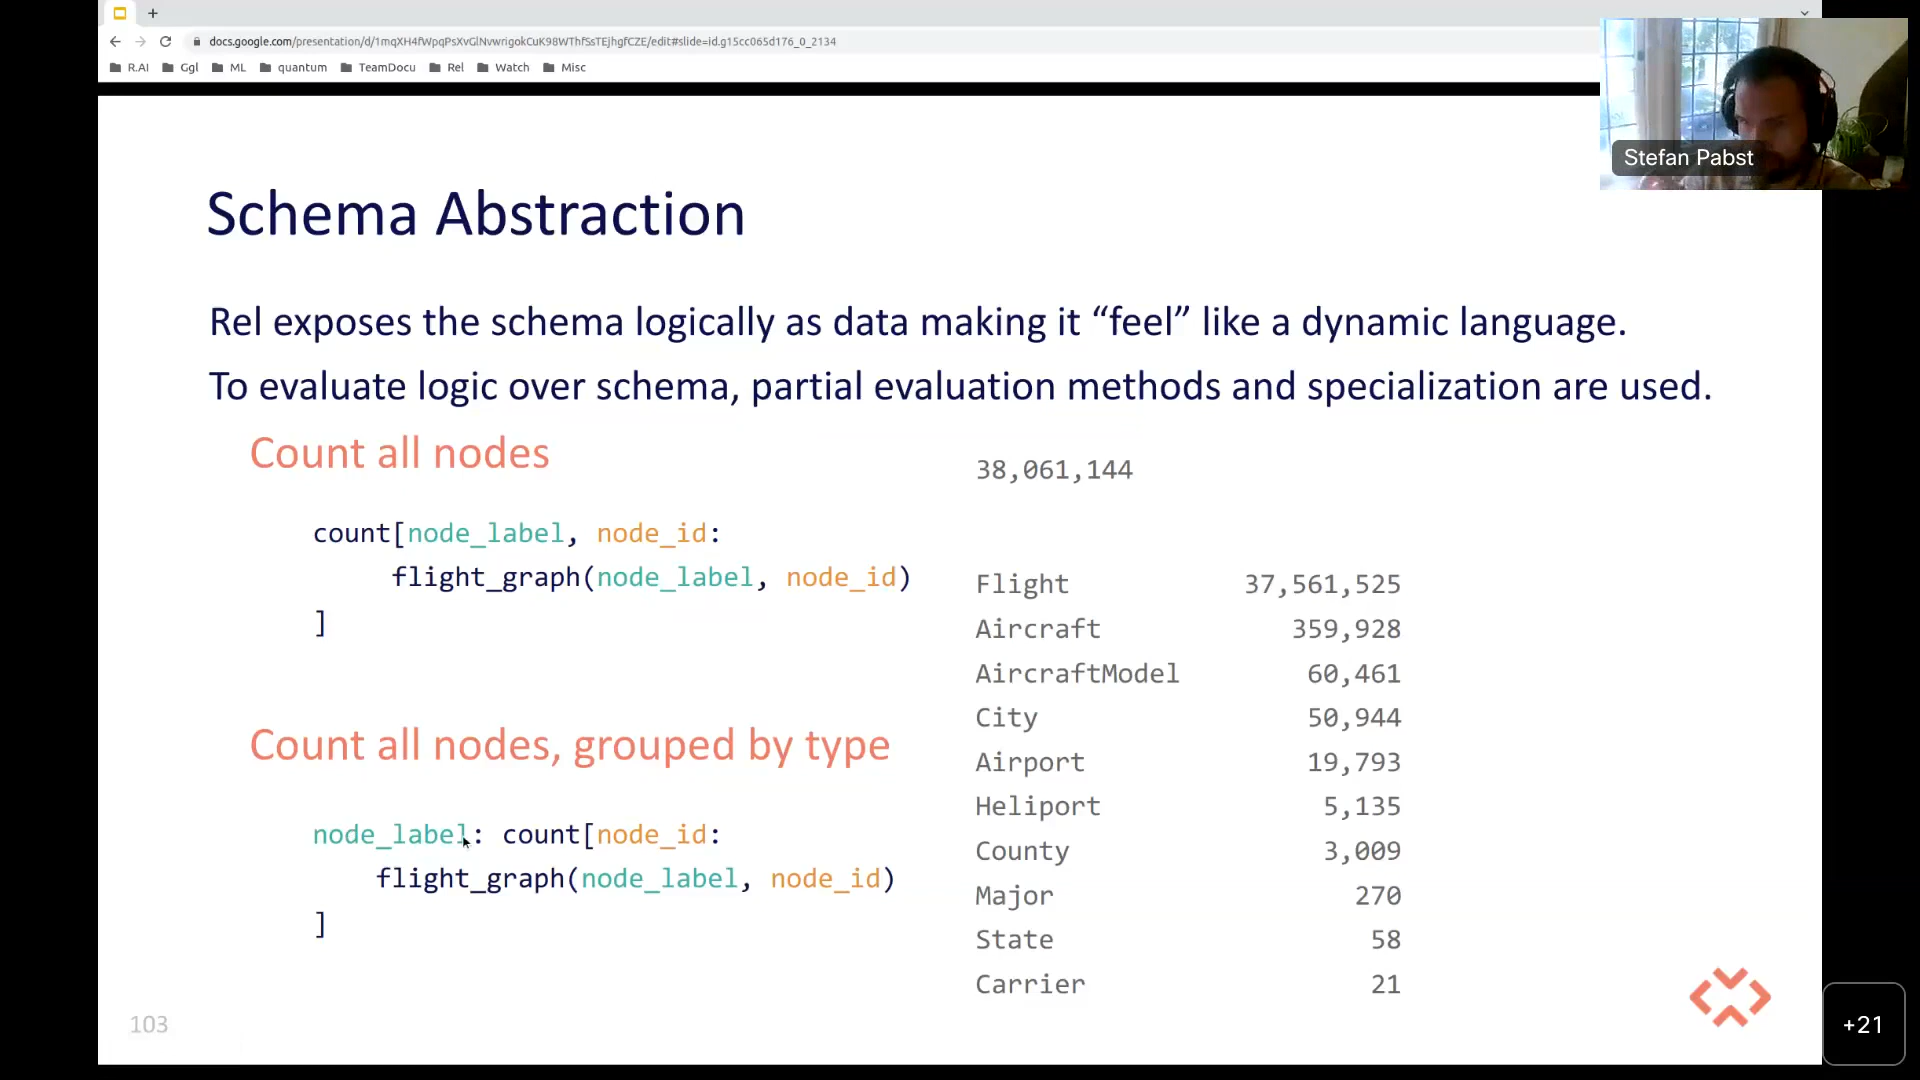 +
docs.google.com/presentation/d/1mqXH4fWpqPsXvGlNvwrigokCuK98WThfSsTEjhgfCZE/edit#slide=id.g15cc065d176_0_2134
R.AI Ggl ML quantum TeamDocu Rel Watch Misc
Stefan Pabst
Schema Abstraction
Rel exposes the schema logically as data making it “feel” like a dynamic language.
To evaluate logic over schema, partial evaluation methods and specialization are used.
Count all nodes
count[node_label, node_id:
flight_graph(node_label, node_id)
]
38,061,144
Count all nodes, grouped by type
node_label: count[node_id:
flight_graph(node_label, node_id)
]
Flight 37,561,525
Aircraft 359,928
AircraftModel 60,461
City 50,944
Airport 19,793
Heliport 5,135
County 3,009
Major 270
State 58
Carrier 21
103
+21